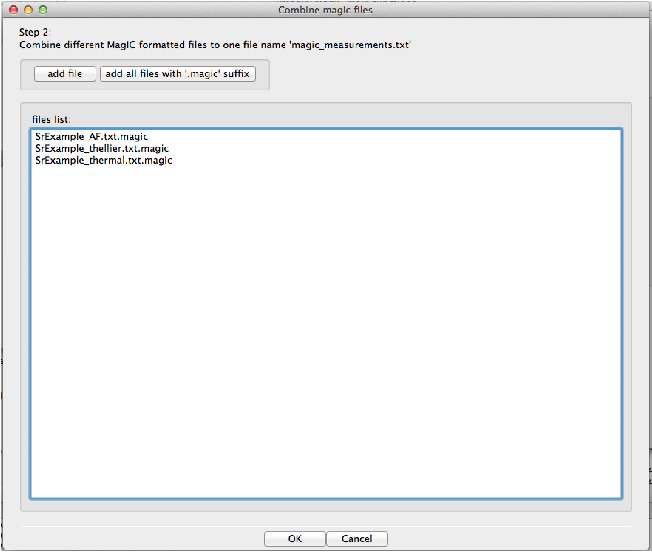 Combine magic files
Step 2:
Combine different MagIC formatted files to one file name 'magic_measurements.txt'
add file
add all files with '.magic' suffix
files list:
SrExample_AF.txt.magic
SrExample_thellier.txt.magic
SrExample_thermal.txt.magic
OK
Cancel